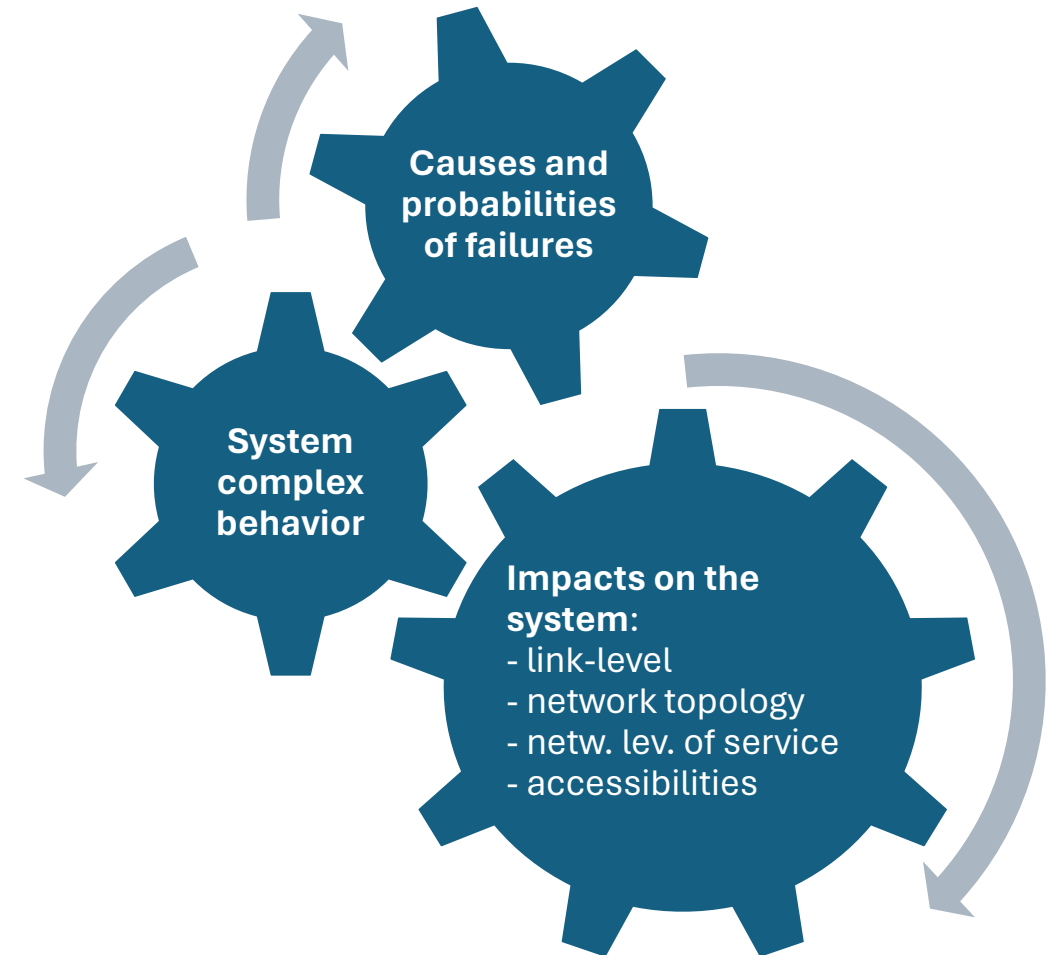 Causes and
probabilities
of failures
System
complex
behavior
Impacts on the
system:
- link-level
- network topology
- netw. lev. of service
- accessibilities